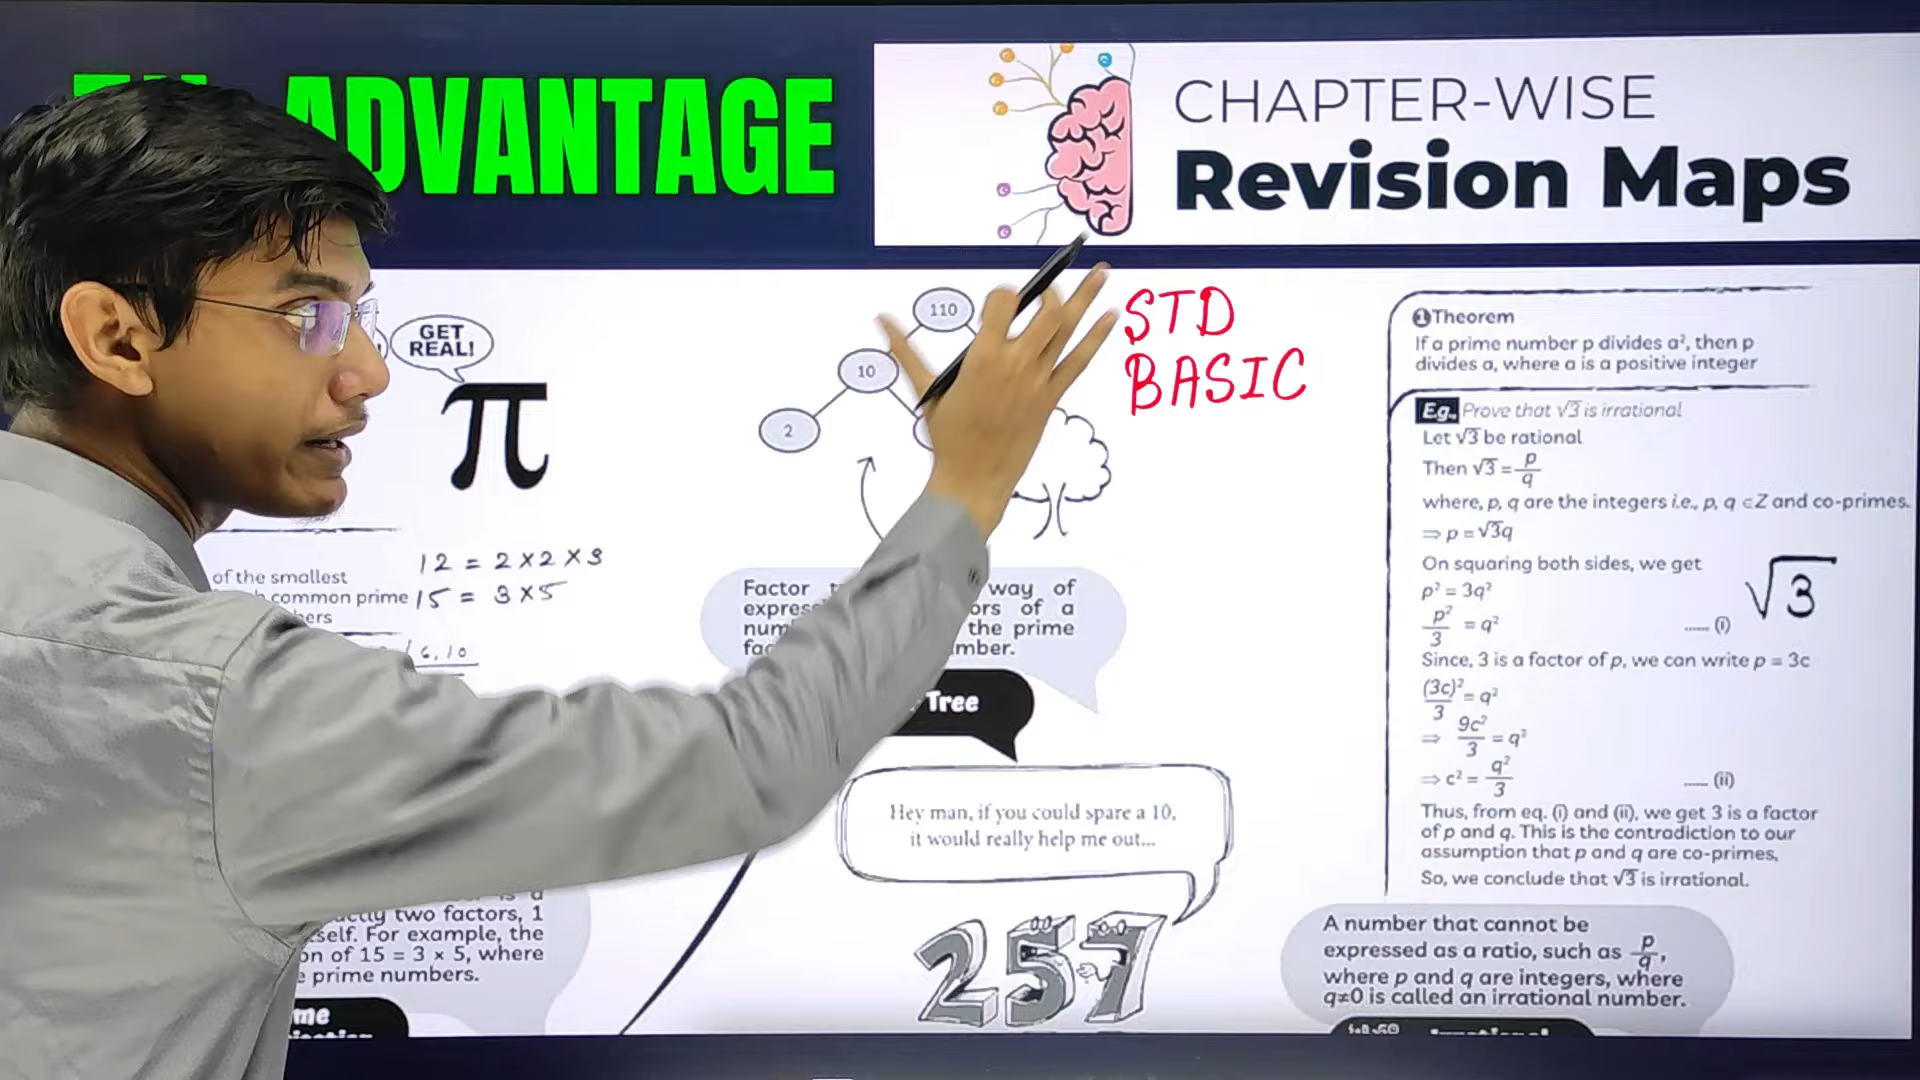 ADVANTAGE
CHAPTER-WISE
Revision Maps
GET
REAL!
π
110
10
2
STD
BASIC
12 = 2 × 2 × 3
15 = 3 × 5
of the smallest
common prime
6, 10
Factor
way of
of a
the prime
Tree
Hey man, if you could spare a 10,
it would really help me out...
257
two factors, 1
For example, the
of 15 = 3 × 5, where
prime numbers.
❶Theorem
If a prime number p divides a², then p
divides a, where a is a positive integer
E.g. Prove that √3 is irrational
Let √3 be rational
Then √3 = p/q
where, p, q are the integers i.e., p, q ∈Z and co-primes.
⇒ p = √3q
On squaring both sides, we get
p² = 3q²
p²/3 = q² ...... (i)
√3
Since, 3 is a factor of p, we can write p = 3c
(3c)²/3 = q²
⇒ 9c²/3 = q²
⇒ c² = q²/3 ...... (ii)
Thus, from eq. (i) and (ii), we get 3 is a factor
of p and q. This is the contradiction to our
assumption that p and q are co-primes,
So, we conclude that √3 is irrational.
A number that cannot be
expressed as a ratio, such as p/q,
where p and q are integers, where
q≠0 is called an irrational number.